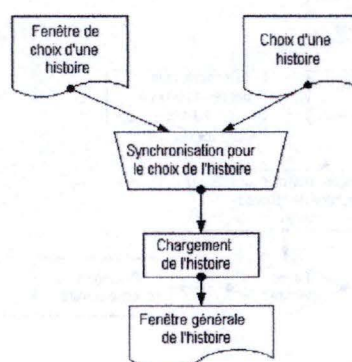 Fenêtre de
choix d'une
histoire
Choix d'une
histoire
Synchronisation pour
le choix de l'histoire
Chargement
de l'histoire
Fenêtre générale
de l'histoire